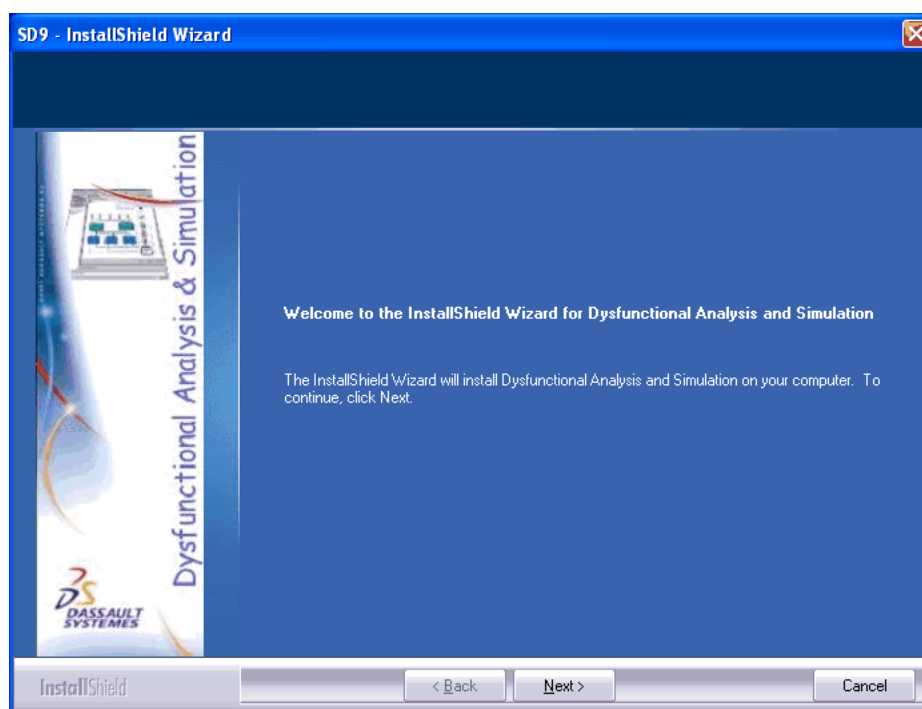 SD9 - InstallShield Wizard
Dysfunctional Analysis & Simulation
DASSAULT
SYSTEMES
Welcome to the InstallShield Wizard for Dysfunctional Analysis and Simulation
The InstallShield Wizard will install Dysfunctional Analysis and Simulation on your computer.  To
continue, click Next.
InstallShield
< Back
Next >
Cancel